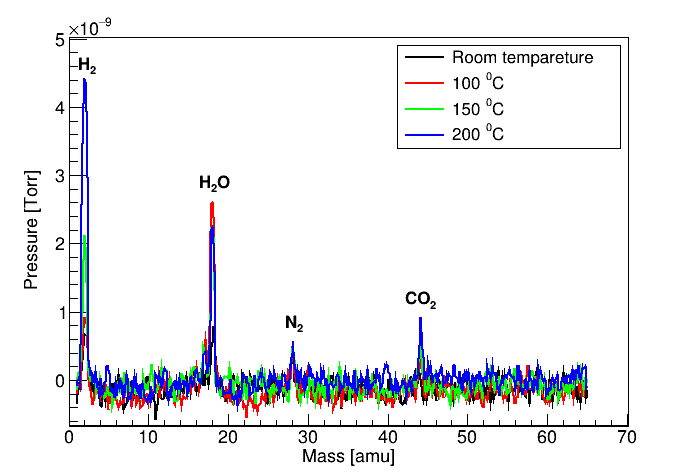 ×10⁻⁹
5
4
3
2
1
0
Pressure [Torr]
H₂
H₂O
N₂
CO₂
Room tempareture
100 ⁰C
150 ⁰C
200 ⁰C
0 10 20 30 40 50 60 70
Mass [amu]